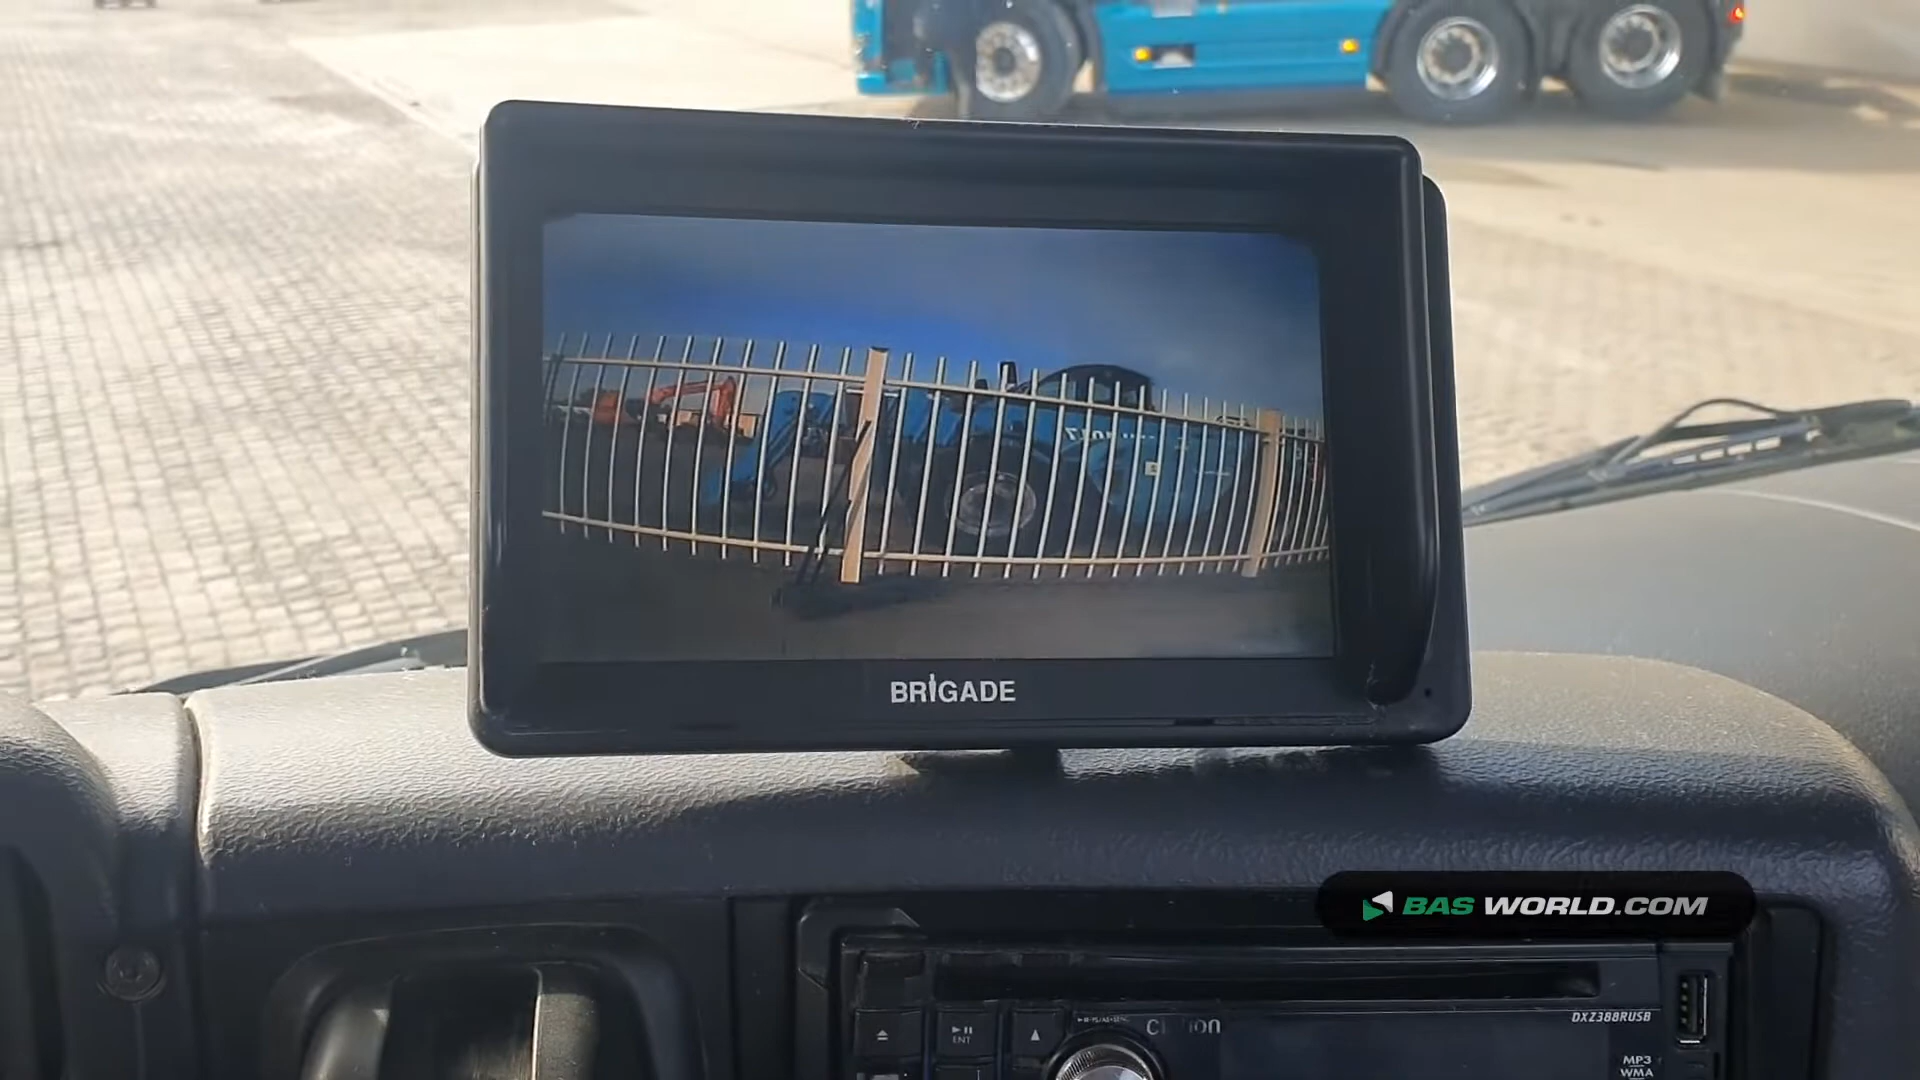 BRIGADE
BAS WORLD.COM
DXZ388RUSB
ENT
MP3
WMA